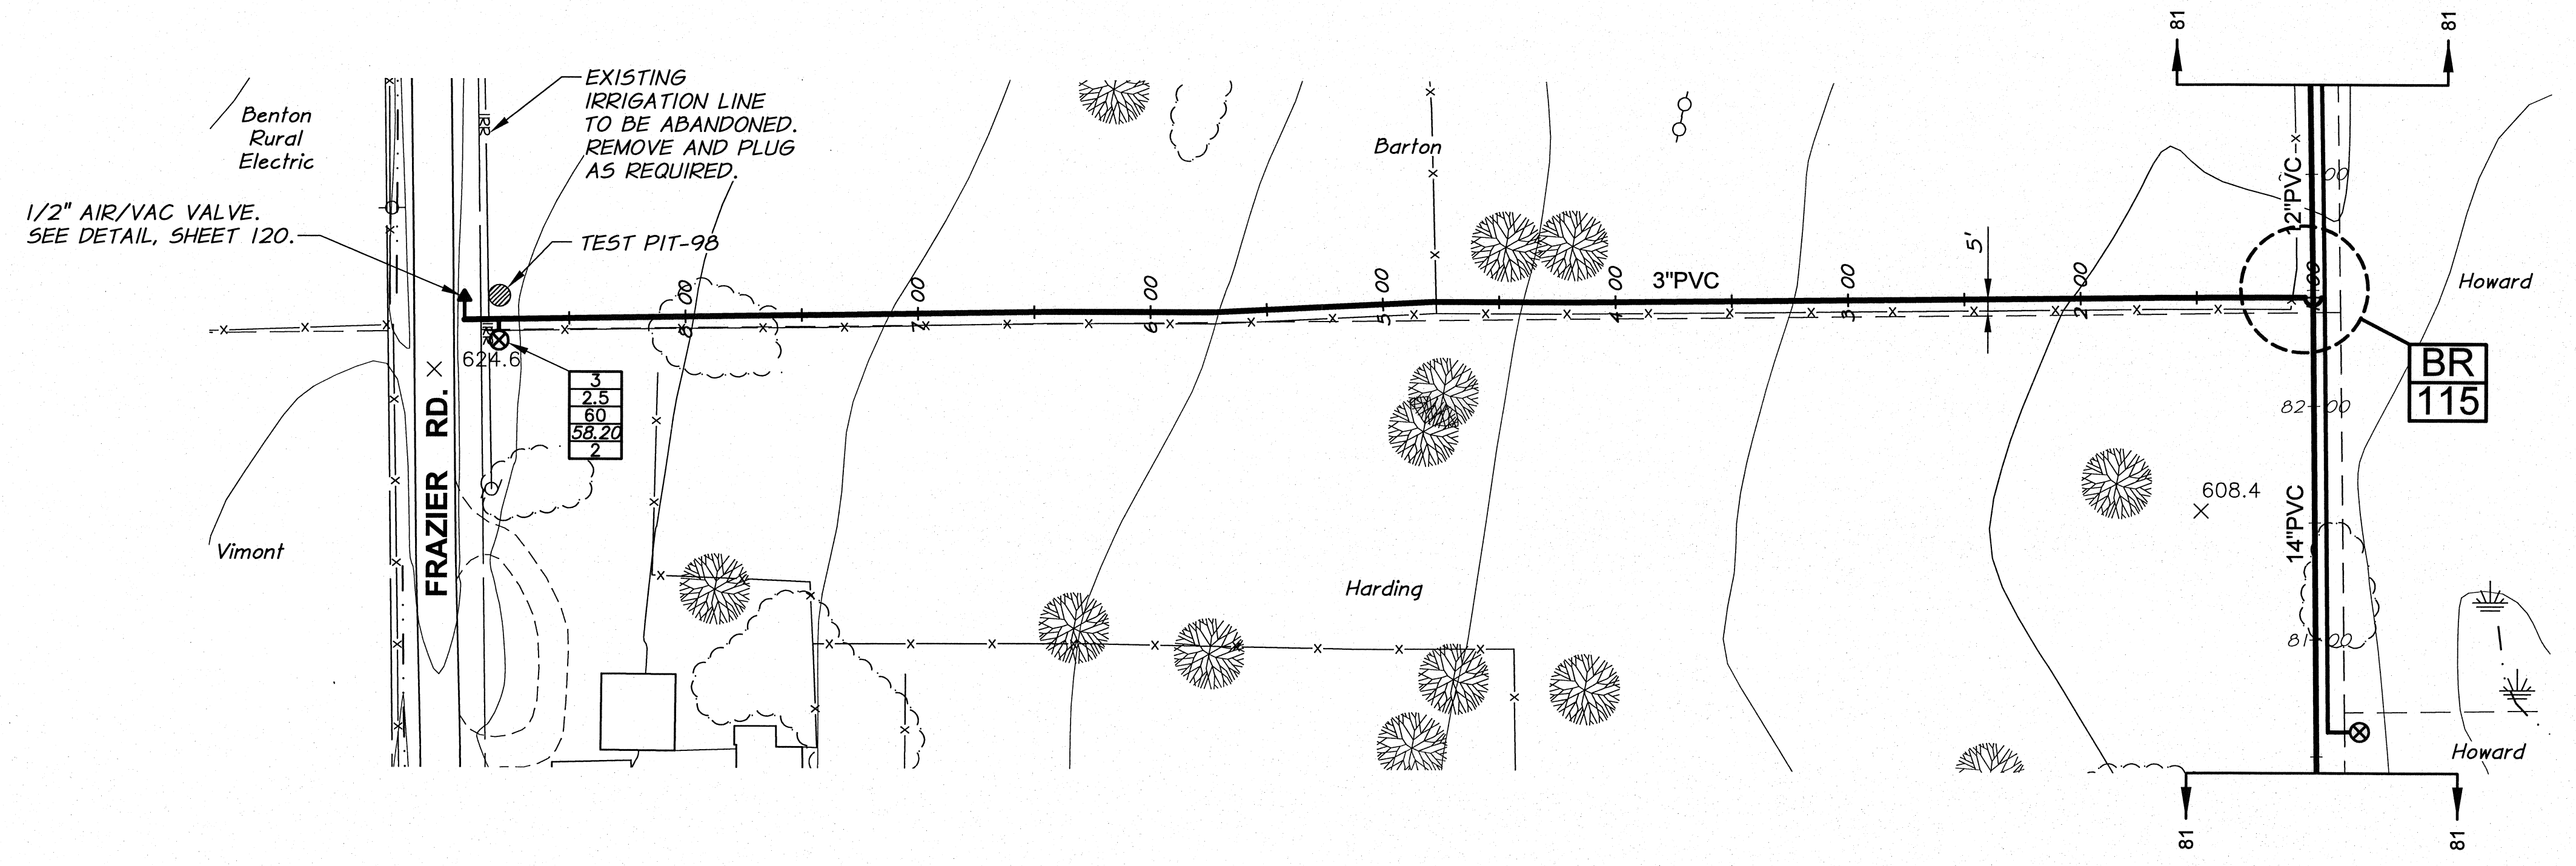 81
81
EXISTING
IRRIGATION LINE
TO BE ABANDONED.
REMOVE AND PLUG
AS REQUIRED.
Benton
Rural
Electric
IRR
Barton
1/2" AIR/VAC VALVE.
SEE DETAIL, SHEET 120.
TEST PIT-98
12"PVC
00
5'
8 00
7 00
6 00
5 00
4 00
3"PVC
3 00
2 00
00
Howard
624.6
3
2.5
60
58.20
2
BR
115
82 00
FRAZIER RD.
608.4
14"PVC
Vimont
Harding
81 00
Howard
81
81